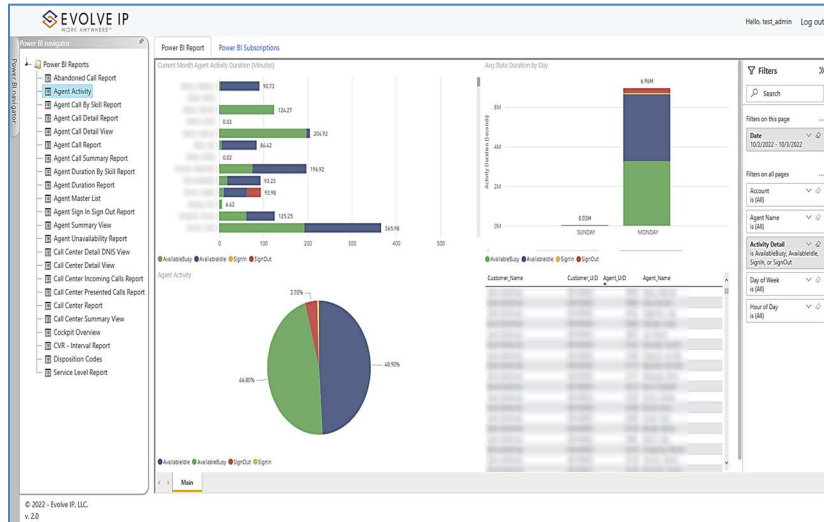 EVOLVE IP
WORK ANYWHERE™
Hello, test_admin Log out
Power BI navigator
Power BI navigator
Power BI Reports
Abandoned Call Report
Agent Activity
Agent Call By Skill Report
Agent Call Detail Report
Agent Call Detail View
Agent Call Report
Agent Call Summary Report
Agent Duration By Skill Report
Agent Duration Report
Agent Master List
Agent Sign In Sign Out Report
Agent Summary View
Agent Unavailability Report
Call Center Detail DNIS View
Call Center Detail View
Call Center Incoming Calls Report
Call Center Presented Calls Report
Call Center Report
Call Center Summary View
Cockpit Overview
CVR - Interval Report
Disposition Codes
Service Level Report
Power BI Report Power BI Subscriptions
Current Month Agent Activity Duration (Minutes)
90.73
124.27
0.03
204.92
84.42
0.02
196.92
93.23
93.98
6.42
125.25
365.98
0 100 200 300 400 500
AvailableBusy AvailableIdle SignIn SignOut
Avg State Duration by Day
Activity Duration (Seconds)
6.96M
6M
4M
2M
0M
0.03M
SUNDAY MONDAY
AvailableBusy AvailableIdle SignIn SignOut
Agent Activity
3.70%
48.90%
46.80%
AvailableIdle AvailableBusy SignOut SignIn
Customer_Name Customer_UID Agent_UID Agent_Name
Main
Filters
Search
Filters on this page ...
Date
10/2/2022 - 10/3/2022
Filters on all pages ...
Account
is (All)
Agent Name
is (All)
Activity Detail
is AvailableBusy, AvailableIdle,
SignIn, or SignOut
Day of Week
is (All)
Hour of Day
is (All)
© 2022 - Evolve IP, LLC.
v. 2.0